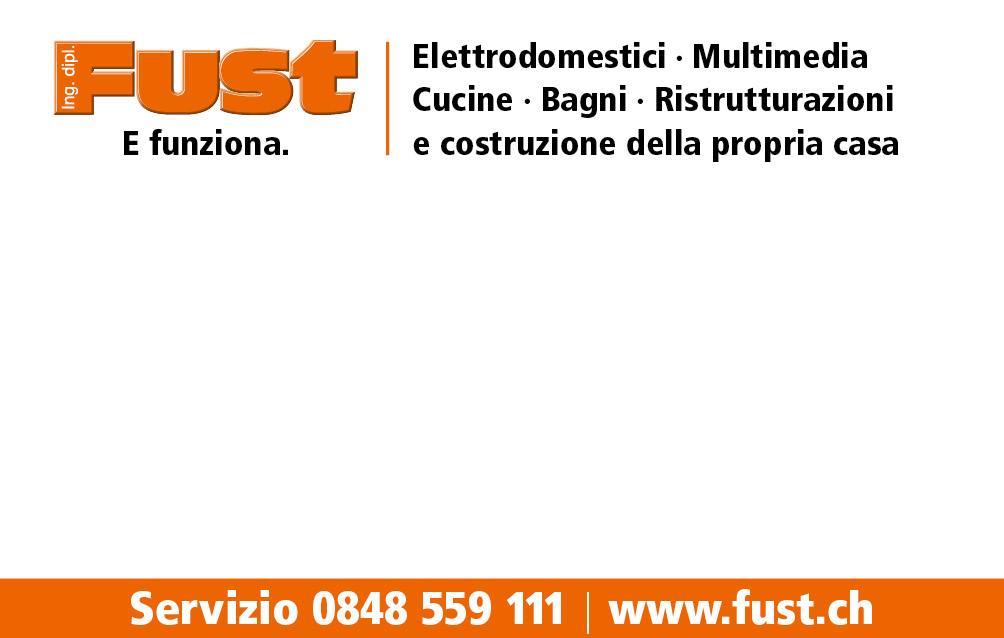 Ing. dipl.
Fust
E funziona.
Elettrodomestici · Multimedia
Cucine · Bagni · Ristrutturazioni
e costruzione della propria casa
Servizio 0848 559 111 | www.fust.ch